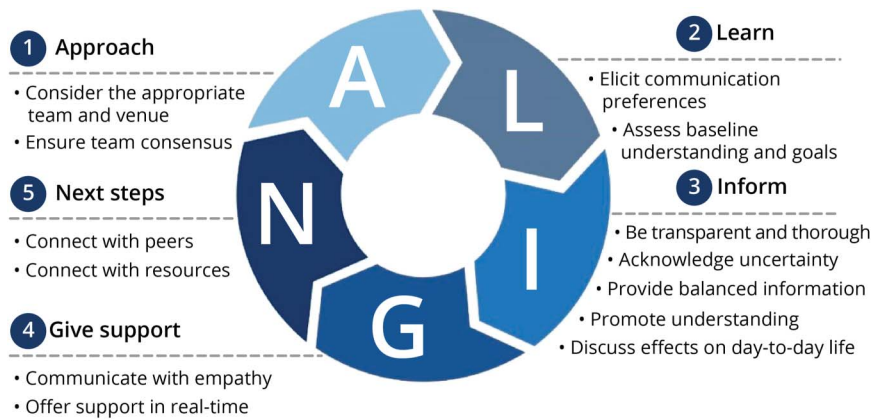 1 Approach
• Consider the appropriate
team and venue
• Ensure team consensus
2 Learn
• Elicit communication
preferences
• Assess baseline
understanding and goals
3 Inform
• Be transparent and thorough
• Acknowledge uncertainty
• Provide balanced information
• Promote understanding
• Discuss effects on day-to-day life
4 Give support
• Communicate with empathy
• Offer support in real-time
5 Next steps
• Connect with peers
• Connect with resources
A
L
I
G
N